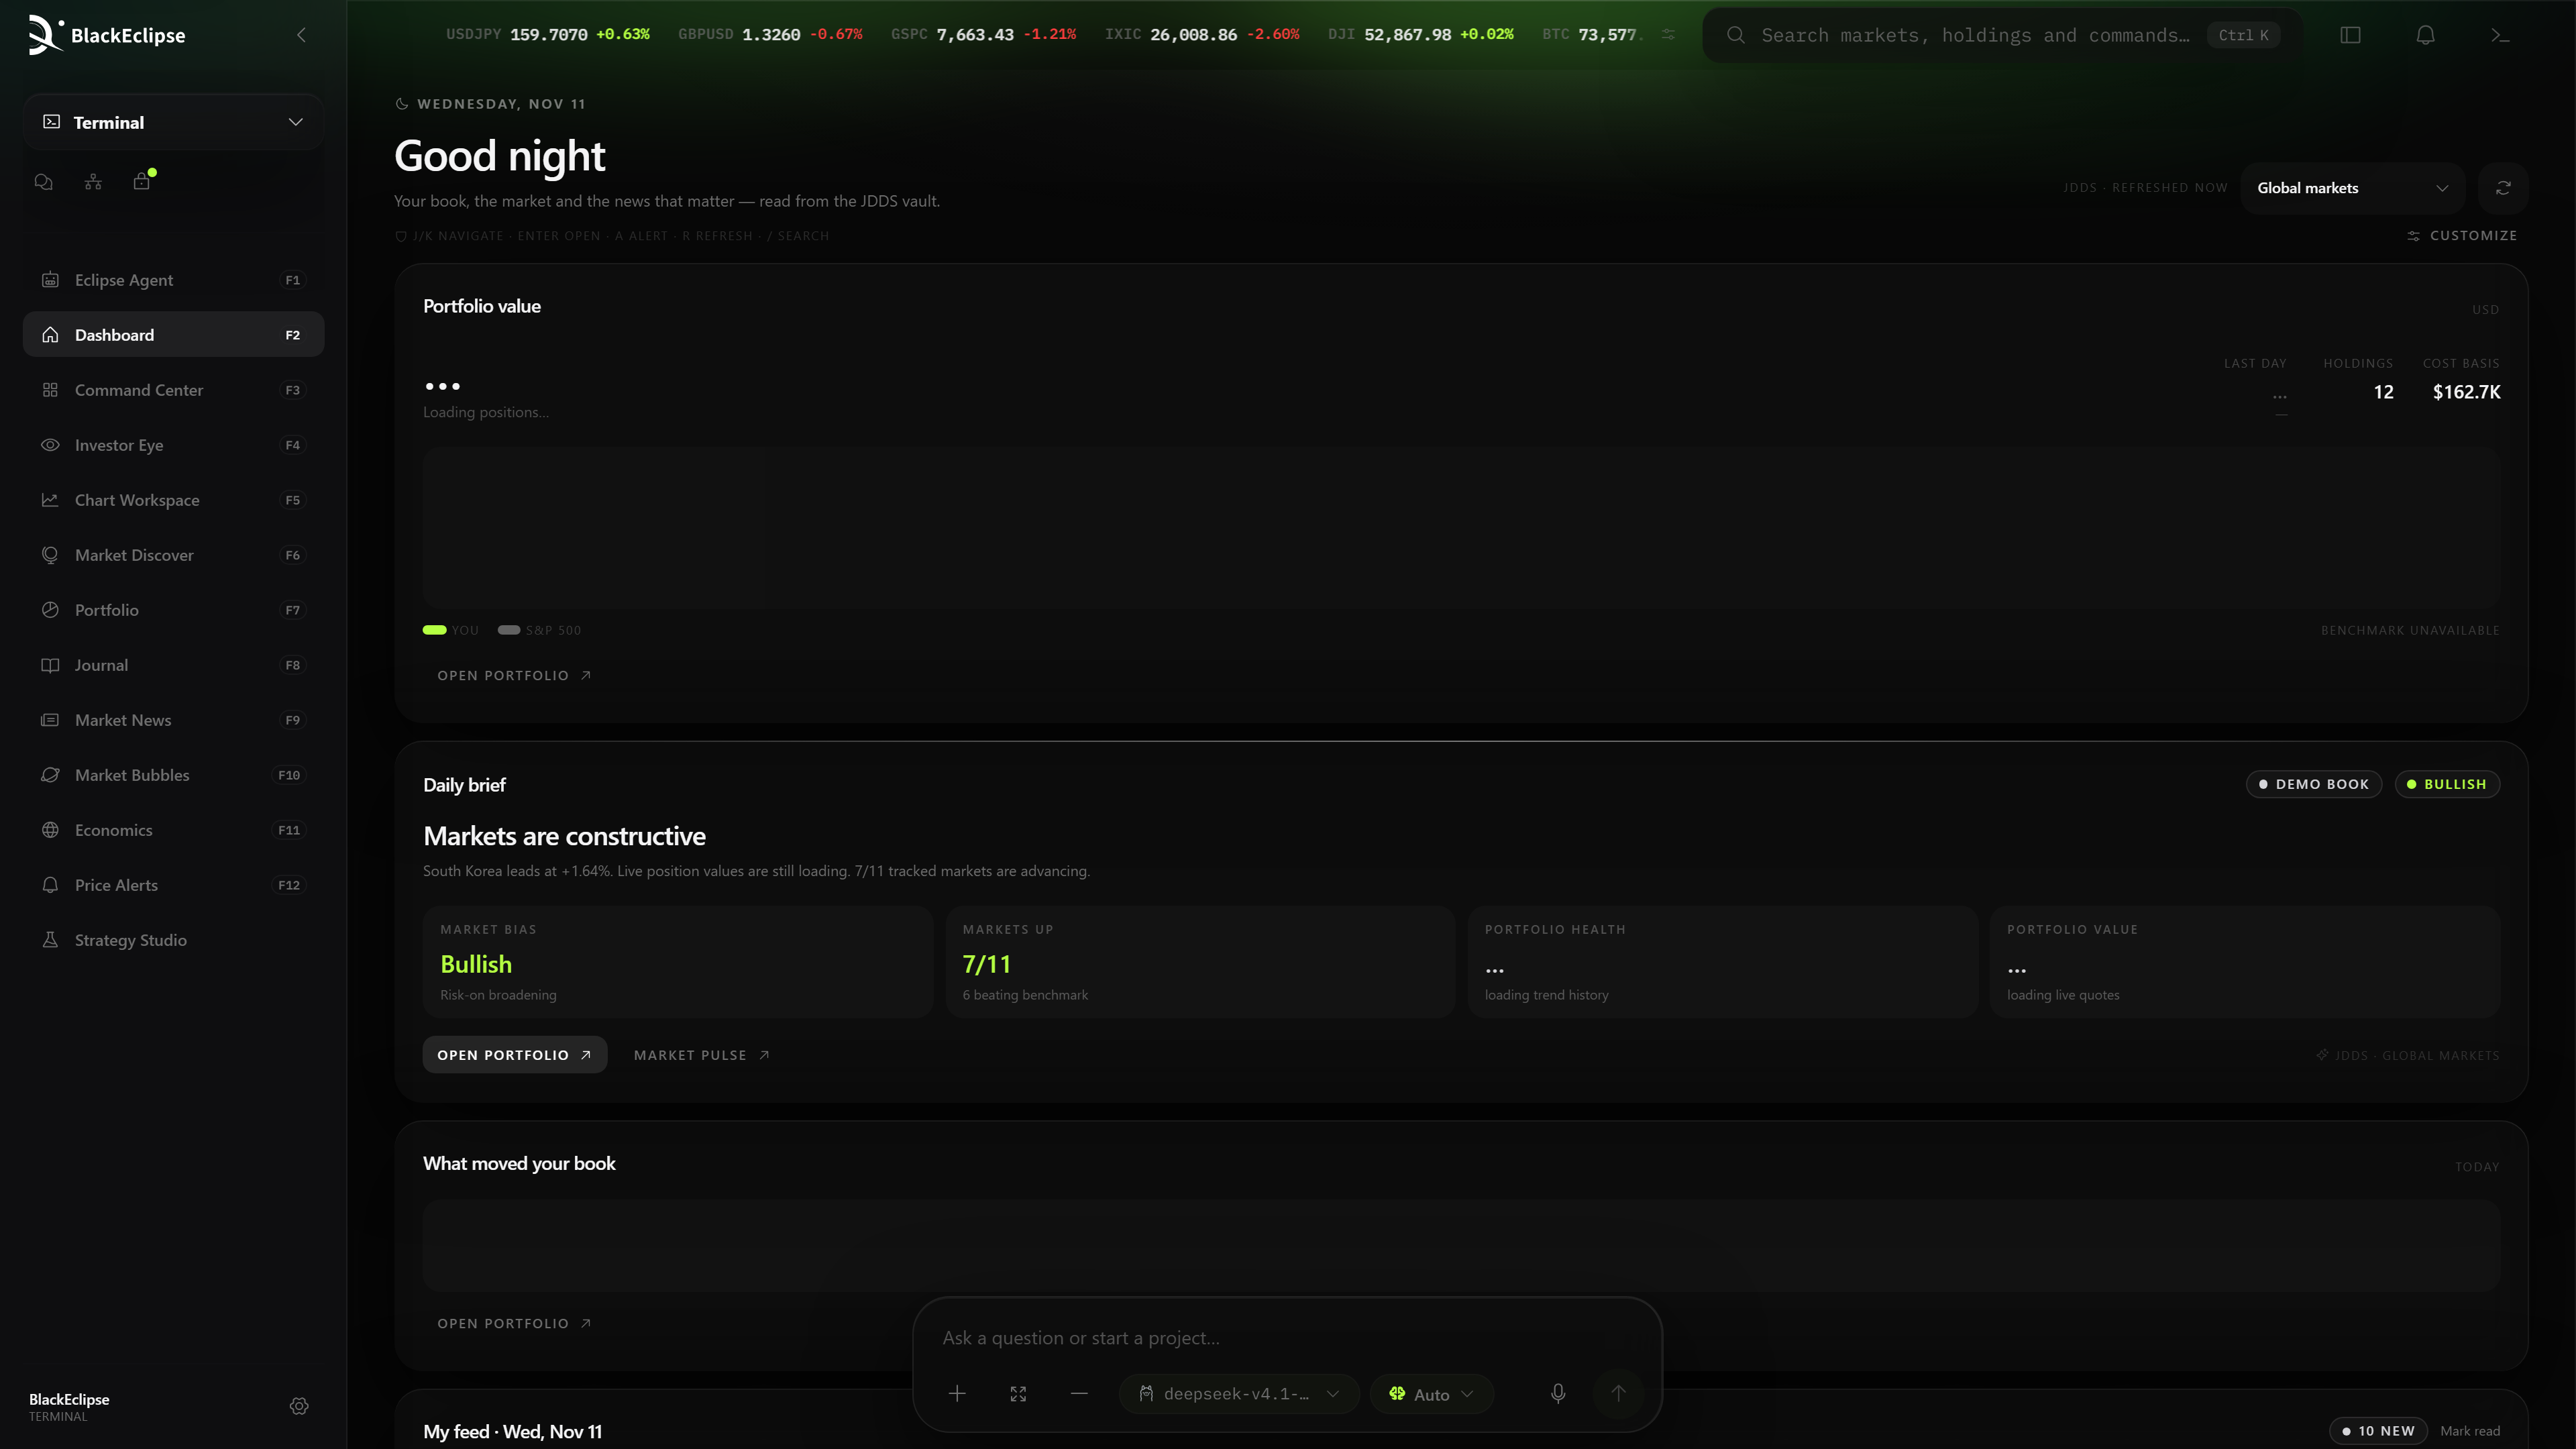 BlackEclipse
USDJPY 159.7070 +0.63% GBPUSD 1.3260 -0.67% GSPC 7,663.43 -1.21% IXIC 26,008.86 -2.60% DJI 52,867.98 +0.02% BTC 73,577.
Search markets, holdings and commands… Ctrl K
Terminal
Eclipse Agent F1
Dashboard F2
Command Center F3
Investor Eye F4
Chart Workspace F5
Market Discover F6
Portfolio F7
Journal F8
Market News F9
Market Bubbles F10
Economics F11
Price Alerts F12
Strategy Studio
BlackEclipse
TERMINAL
WEDNESDAY, NOV 11
Good night
Your book, the market and the news that matter — read from the JDDS vault.
JDDS · REFRESHED NOW
Global markets
J/K NAVIGATE · ENTER OPEN · A ALERT · R REFRESH · / SEARCH
CUSTOMIZE
Portfolio value
USD
...
Loading positions...
LAST DAY HOLDINGS COST BASIS
... 12 $162.7K
—
YOU S&P 500
BENCHMARK UNAVAILABLE
OPEN PORTFOLIO
Daily brief
DEMO BOOK BULLISH
Markets are constructive
South Korea leads at +1.64%. Live position values are still loading. 7/11 tracked markets are advancing.
MARKET BIAS
Bullish
Risk-on broadening
MARKETS UP
7/11
6 beating benchmark
PORTFOLIO HEALTH
...
loading trend history
PORTFOLIO VALUE
...
loading live quotes
OPEN PORTFOLIO MARKET PULSE
JDDS · GLOBAL MARKETS
What moved your book
TODAY
OPEN PORTFOLIO
Ask a question or start a project...
deepseek-v4.1-… Auto
My feed · Wed, Nov 11
10 NEW Mark read